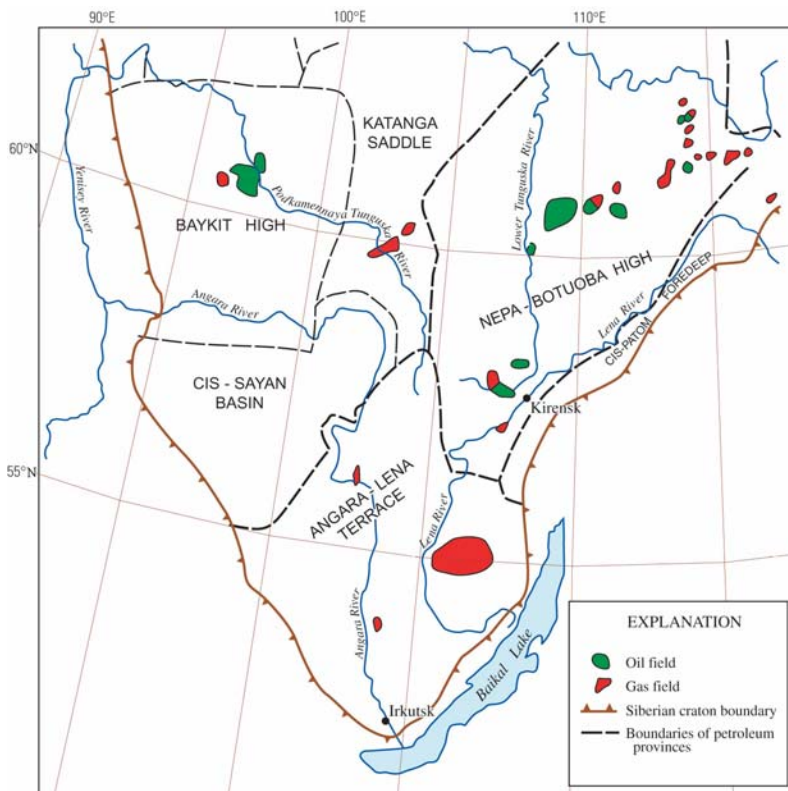 90°E
100°E
110°E
60°N
55°N
KATANGA
SADDLE
Yenisey River
BAYKIT HIGH
Podkamennaya Tunguska
River
Lower Tunguska River
Angara River
NEPA - BOTUOBA HIGH
Lena River
CIS-PATOM
FOREDEEP
CIS - SAYAN
BASIN
Kirensk
ANGARA - LENA
TERRACE
Lena River
Angara River
Baikal Lake
Irkutsk
EXPLANATION
Oil field
Gas field
Siberian craton boundary
Boundaries of petroleum
provinces